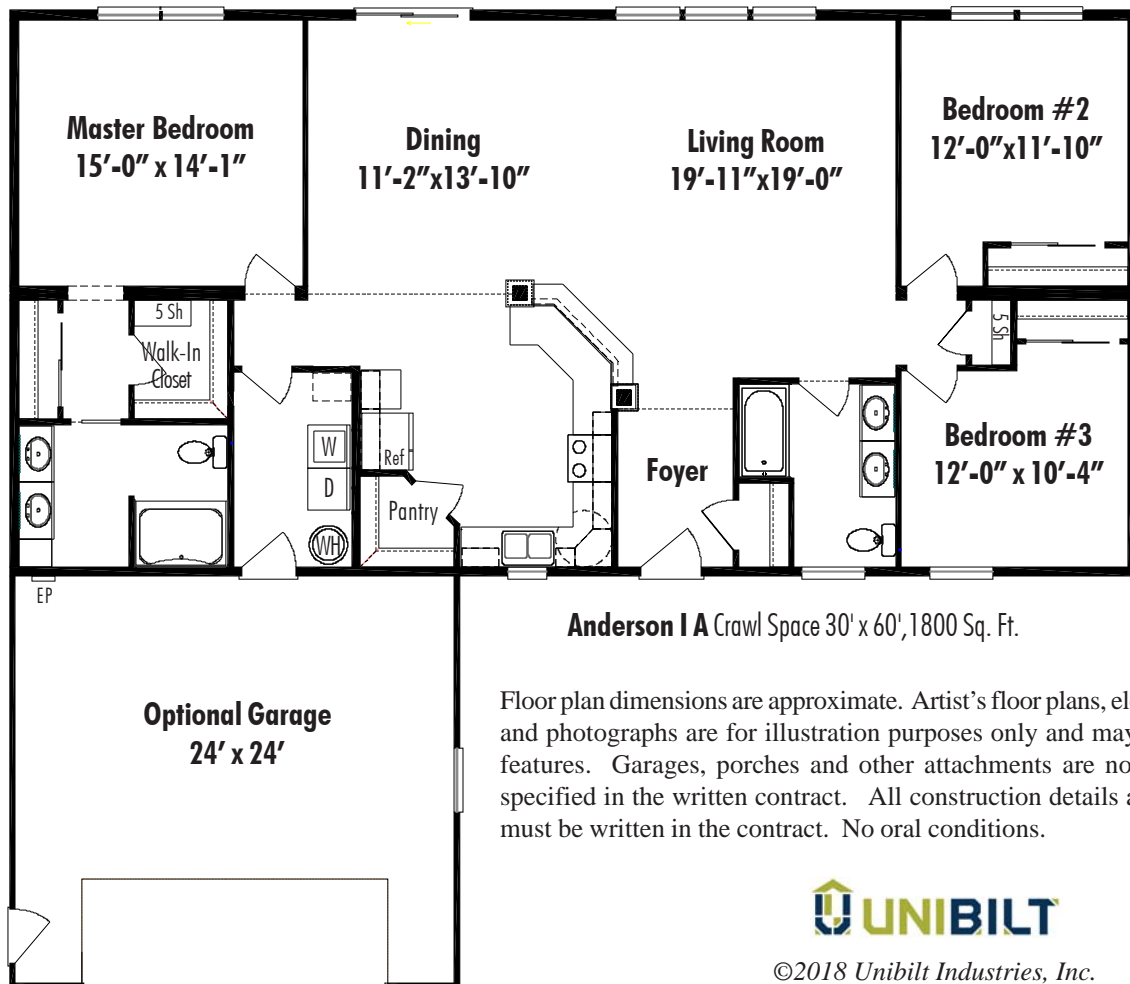 Master Bedroom
15'-0" x 14'-1"
Dining
11'-2"x13'-10"
Living Room
19'-11"x19'-0"
Bedroom #2
12'-0"x11'-10"
5 Sh
Walk-In
Closet
5 Sh
W
D
WH
Ref
Pantry
Foyer
Bedroom #3
12'-0" x 10'-4"
EP
Anderson I A Crawl Space 30' x 60',1800 Sq. Ft.
Optional Garage
24' x 24'
Floor plan dimensions are approximate. Artist's floor plans, el
and photographs are for illustration purposes only and may
features. Garages, porches and other attachments are no
specified in the written contract. All construction details a
must be written in the contract. No oral conditions.
UNIBILT
©2018 Unibilt Industries, Inc.